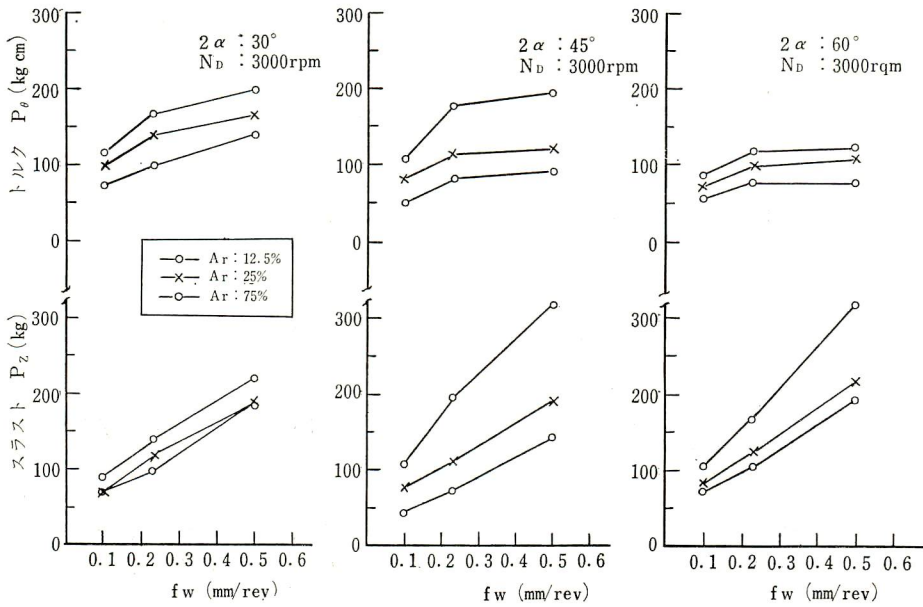 300
200
100
0
トルク Pθ (kg cm)
2α : 30°
ND : 3000rpm
Ar : 12.5%
Ar : 25%
Ar : 75%
300
200
100
0
スラスト PZ (kg)
0.1 0.2 0.3 0.4 0.5 0.6
fw (mm/rev)
300
200
100
0
2α : 45°
ND : 3000rpm
300
200
100
0
0.1 0.2 0.3 0.4 0.5 0.6
fw (mm/rev)
300
200
100
0
2α : 60°
ND : 3000rqm
300
200
100
0
0.1 0.2 0.3 0.4 0.5 0.6
fw (mm/rev)